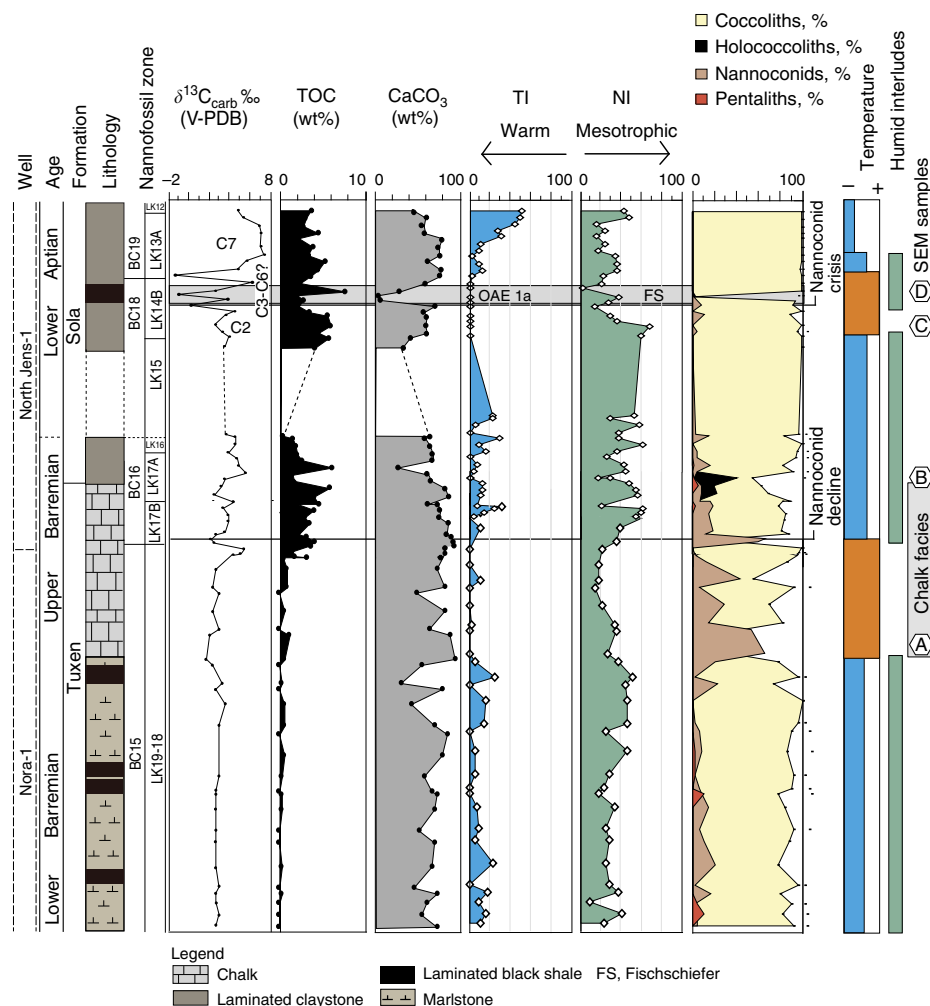 Coccoliths, %
Holococcoliths, %
Nannoconids, %
Pentaliths, %
Well
Age
Formation
Lithology
Nannofossil zone
δ13Ccarb‰
(V-PDB)
TOC
(wt%)
CaCO3
(wt%)
TI
Warm
NI
Mesotrophic
Temperature
Humid interludes
SEM samples
−2 8 0 10 0 100 100 0 0 100 0 100 − +
North Jens-1
Nora-1
Aptian
Lower
Barremian
Upper
Barremian
Lower
Sola
Tuxen
BC19
BC18
BC16
BC15
LK12
LK13A
LK14B
LK15
LK16
LK17A
LK17B
LK19-18
C7
C3-C6?
C2
OAE 1a
FS
Nannoconid
crisis
Nannoconid
decline
D
C
B
Chalk facies
A
Legend
Chalk
Laminated black shale
FS, Fischschiefer
Laminated claystone
Marlstone